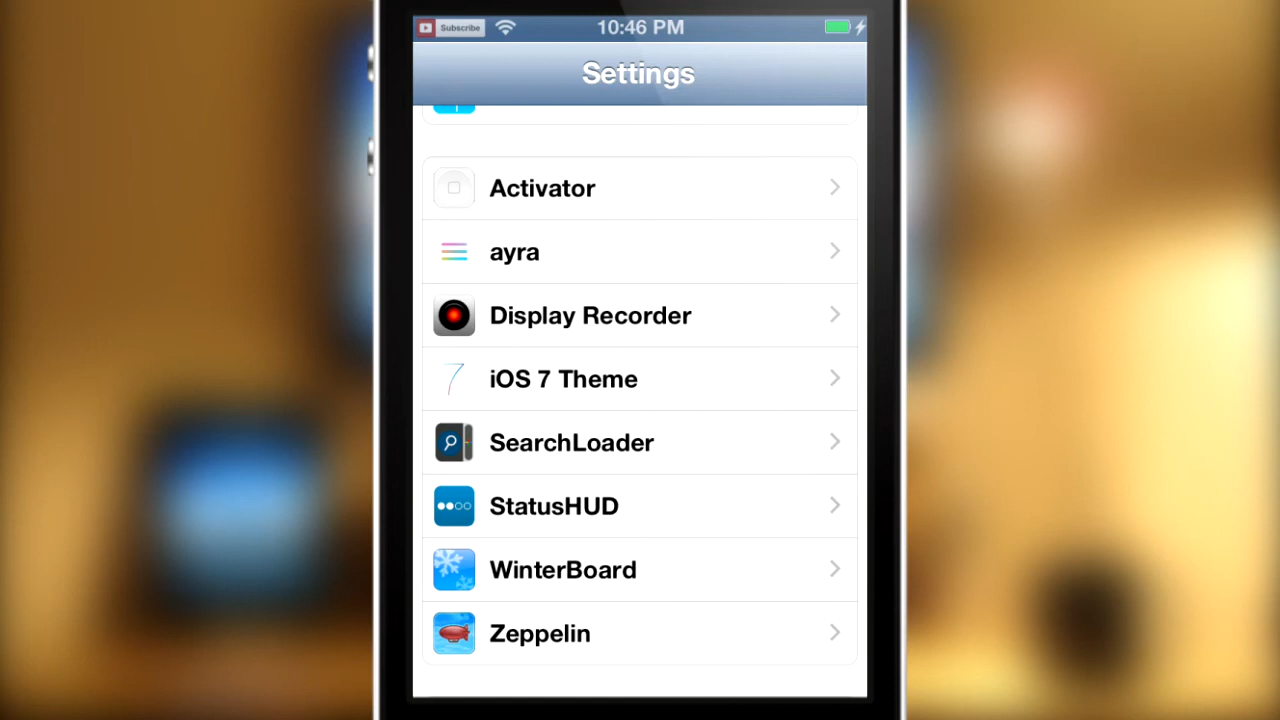 Subscribe
10:46 PM
Settings
Activator
ayra
Display Recorder
iOS 7 Theme
SearchLoader
StatusHUD
WinterBoard
Zeppelin